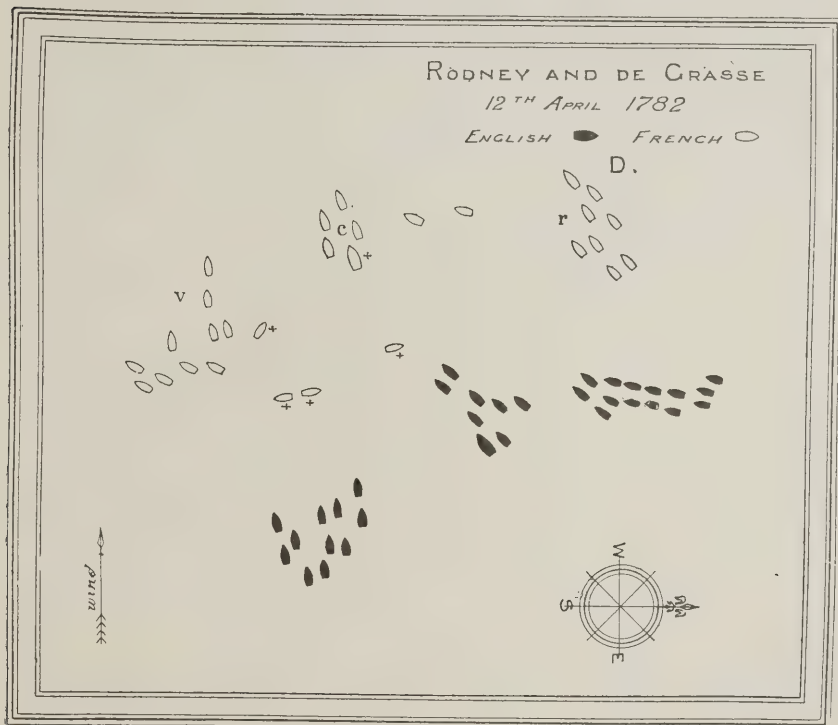 RODNEY AND DE GRASSE
12TH APRIL 1782
ENGLISH FRENCH
D.
r
c
+
v
+
+
+ +
wind
W
S
E